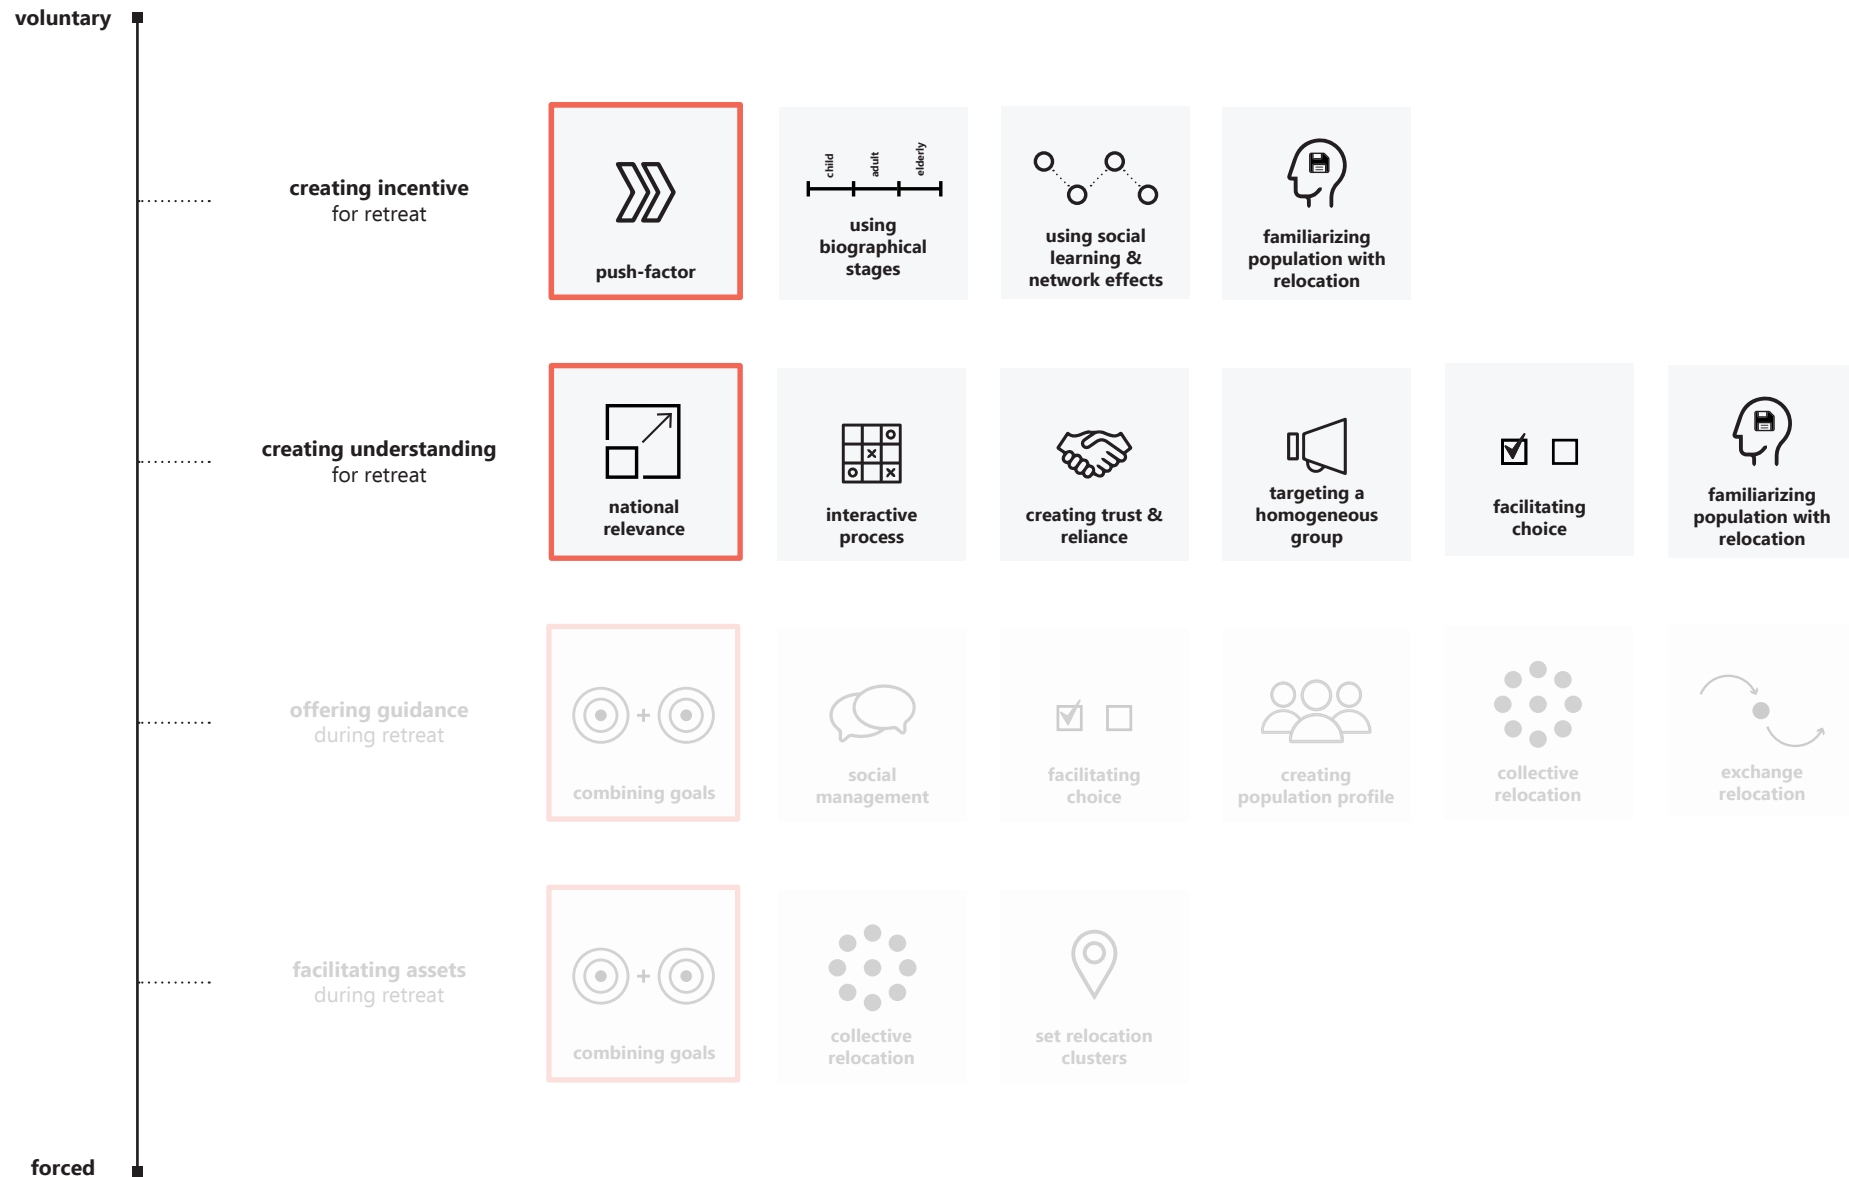 voluntary
creating incentive
for retreat
push-factor
child
adult
elderly
using
biographical
stages
using social
learning &
network effects
familiarizing
population with
relocation
creating understanding
for retreat
national
relevance
interactive
process
creating trust &
reliance
targeting a
homogeneous
group
facilitating
choice
familiarizing
population with
relocation
offering guidance
during retreat
combining goals
social
management
facilitating
choice
creating
population profile
collective
relocation
exchange
relocation
facilitating assets
during retreat
combining goals
collective
relocation
set relocation
clusters
forced